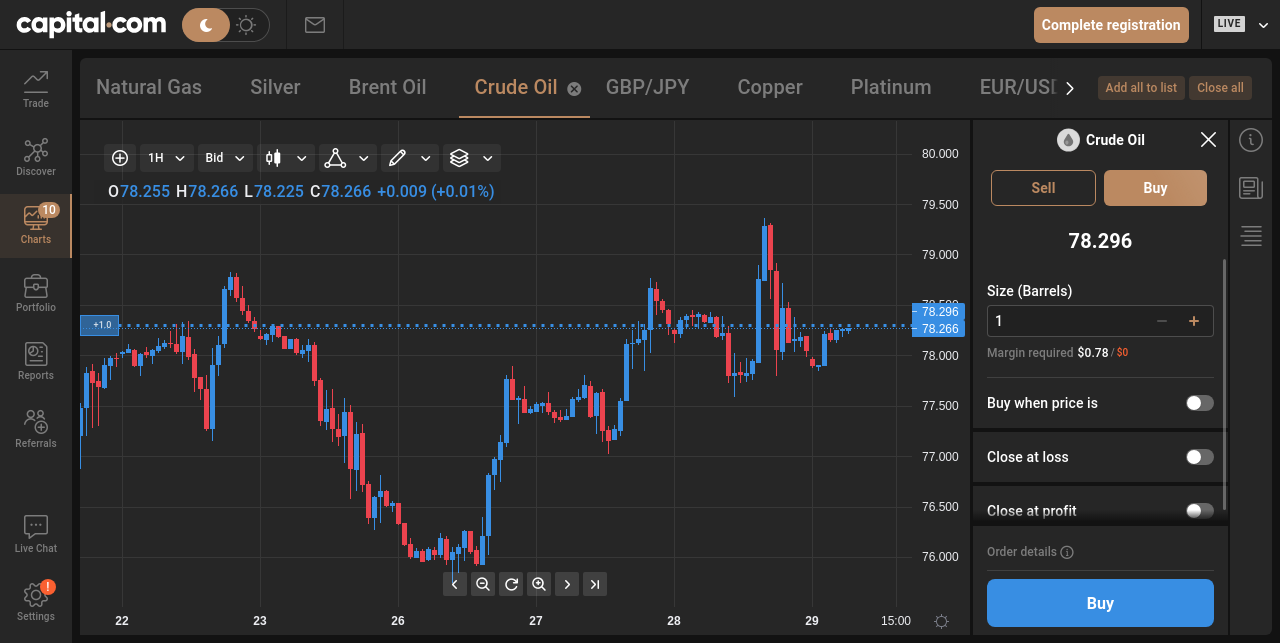 capital.com
Complete registration
LIVE
Trade
Discover
10
Charts
Portfolio
Reports
Referrals
Live Chat
!
Settings
Natural Gas
Silver
Brent Oil
Crude Oil
GBP/JPY
Copper
Platinum
EUR/USD
Add all to list
Close all
1H
Bid
O78.255 H78.266 L78.225 C78.266 +0.009 (+0.01%)
+1.0
80.000
79.500
79.000
78.500
78.296
78.266
78.000
77.500
77.000
76.500
76.000
22
23
26
27
28
29
15:00
Crude Oil
Sell
Buy
78.296
Size (Barrels)
1
Margin required $0.78 / $0
Buy when price is
Close at loss
Close at profit
Order details
Buy